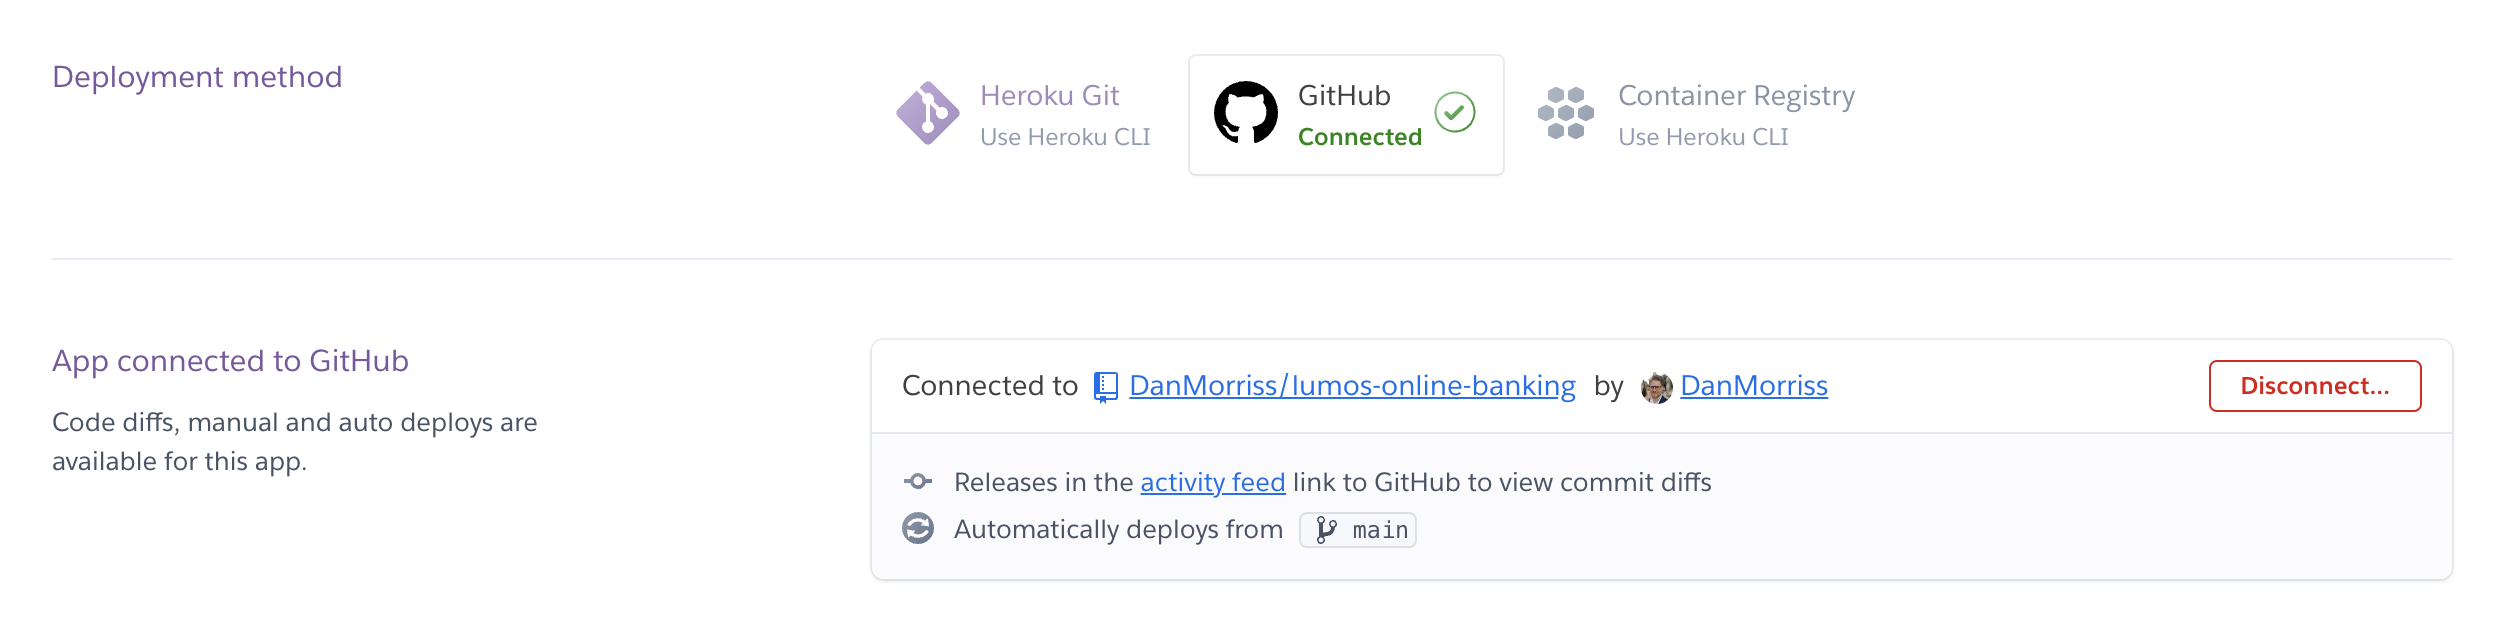 Deployment method
Heroku Git
Use Heroku CLI
GitHub
Connected
Container Registry
Use Heroku CLI
App connected to GitHub
Code diffs, manual and auto deploys are
available for this app.
Connected to DanMorriss/lumos-online-banking by DanMorriss
Disconnect...
Releases in the activity feed link to GitHub to view commit diffs
Automatically deploys from main